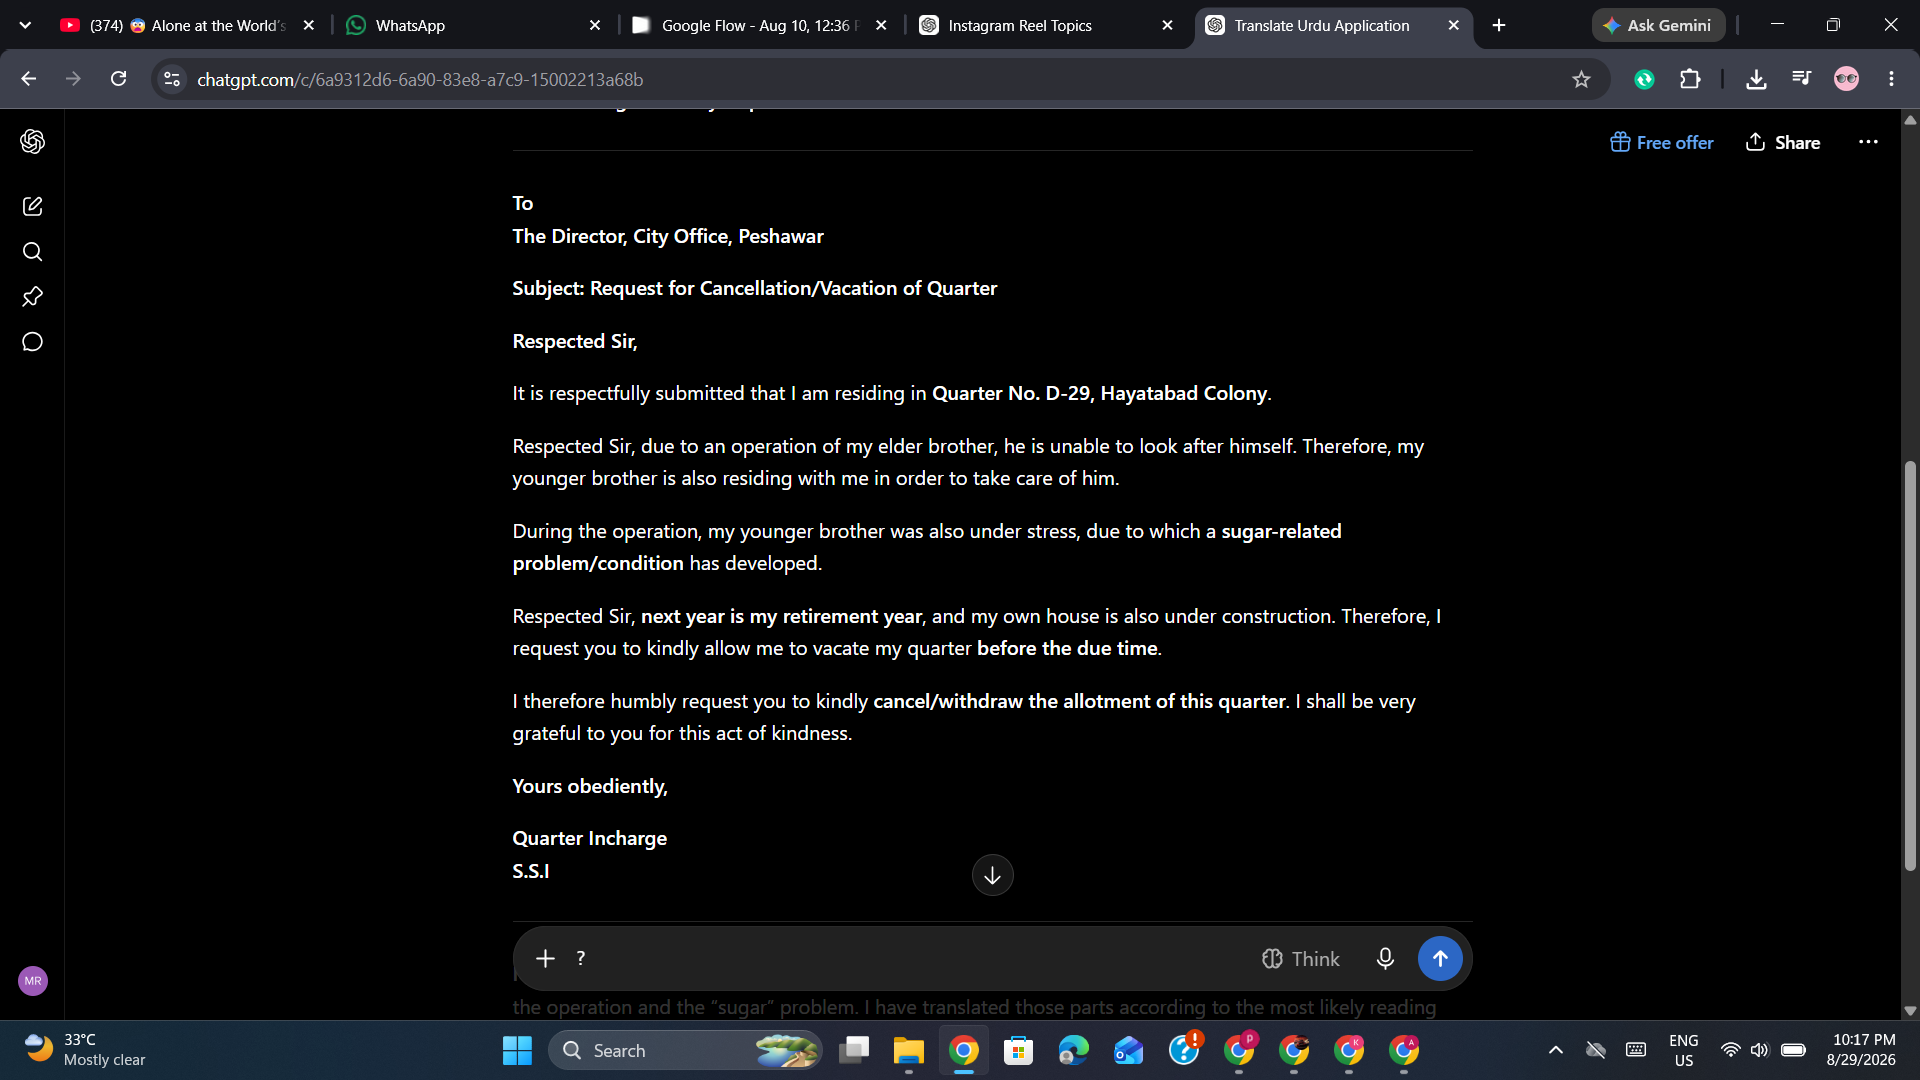 (374) 😨 Alone at the World's
WhatsApp
Google Flow - Aug 10, 12:36 P
Instagram Reel Topics
Translate Urdu Application
Ask Gemini
chatgpt.com/c/6a9312d6-6a90-83e8-a7c9-15002213a68b
Free offer
Share
To
The Director, City Office, Peshawar
Subject: Request for Cancellation/Vacation of Quarter
Respected Sir,
It is respectfully submitted that I am residing in Quarter No. D-29, Hayatabad Colony.
Respected Sir, due to an operation of my elder brother, he is unable to look after himself. Therefore, my
younger brother is also residing with me in order to take care of him.
During the operation, my younger brother was also under stress, due to which a sugar-related
problem/condition has developed.
Respected Sir, next year is my retirement year, and my own house is also under construction. Therefore, I
request you to kindly allow me to vacate my quarter before the due time.
I therefore humbly request you to kindly cancel/withdraw the allotment of this quarter. I shall be very
grateful to you for this act of kindness.
Yours obediently,
Quarter Incharge
S.S.I
?
Think
MR
the operation and the “sugar” problem. I have translated those parts according to the most likely reading
33°C
Mostly clear
Search
P
K
A
ENG
US
10:17 PM
8/29/2026